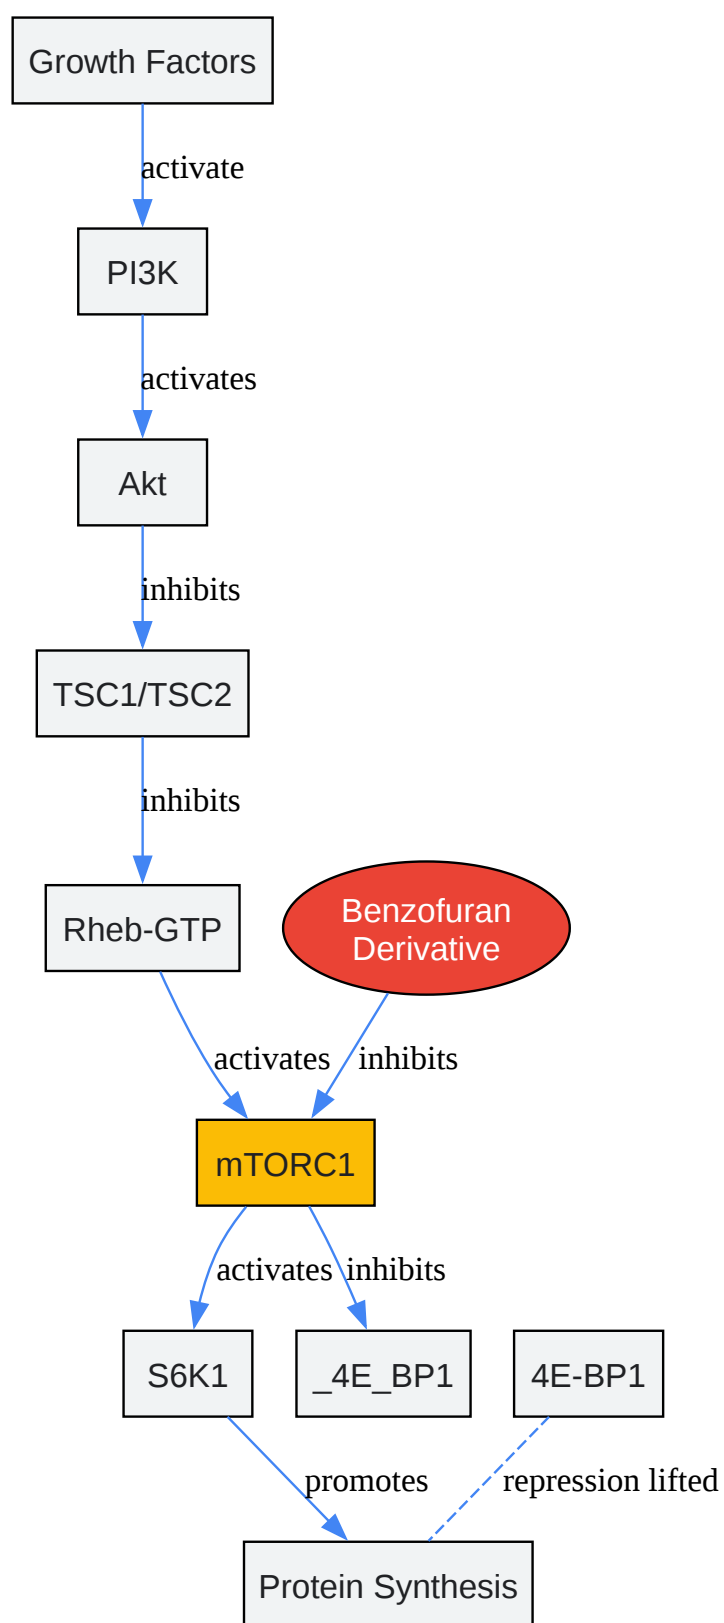 Growth Factors
activate
PI3K
activates
Akt
inhibits
TSC1/TSC2
inhibits
Rheb-GTP
Benzofuran
Derivative
activates
inhibits
mTORC1
activates
inhibits
S6K1
_4E_BP1
4E-BP1
promotes
repression lifted
Protein Synthesis